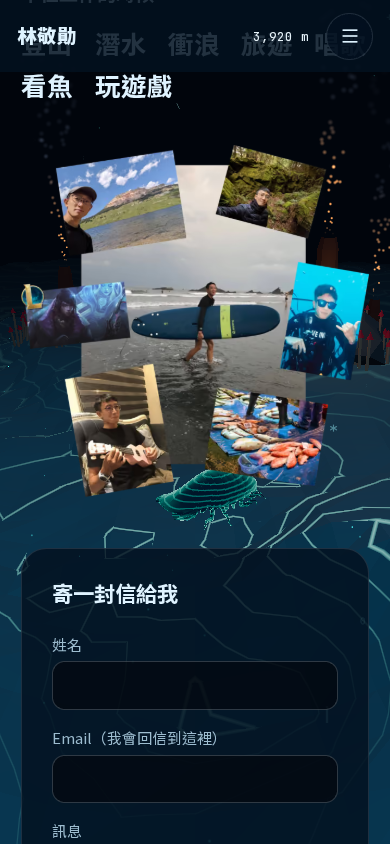 林敬勛
3,920 m
登山 潛水 衝浪 旅遊 唱
看魚 玩遊戲
寄一封信給我
姓名
Email（我會回信到這裡）
訊息